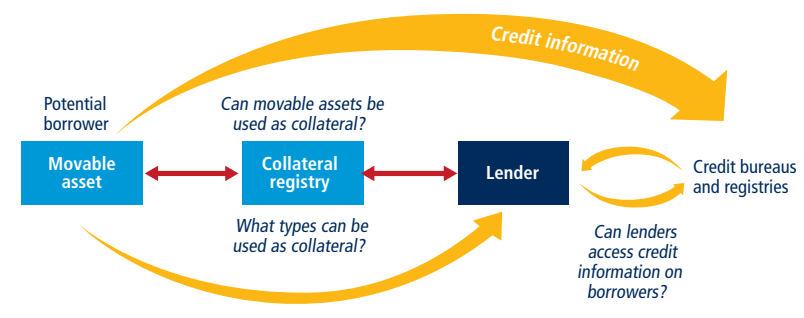 Credit information
Potential
borrower
Can movable assets be
used as collateral?
Movable
asset
Collateral
registry
Lender
Credit bureaus
and registries
What types can be
used as collateral?
Can lenders
access credit
information on
borrowers?